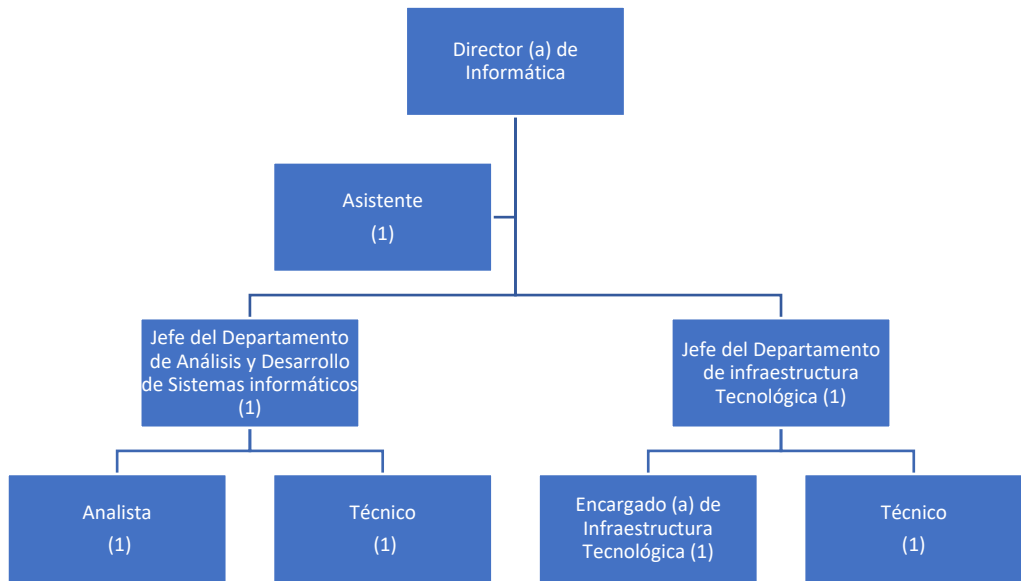 Director (a) de
Informática
Asistente
(1)
Jefe del Departamento
de Análisis y Desarrollo
de Sistemas informáticos
(1)
Jefe del Departamento
de infraestructura
Tecnológica (1)
Analista
(1)
Técnico
(1)
Encargado (a) de
Infraestructura
Tecnológica (1)
Técnico
(1)